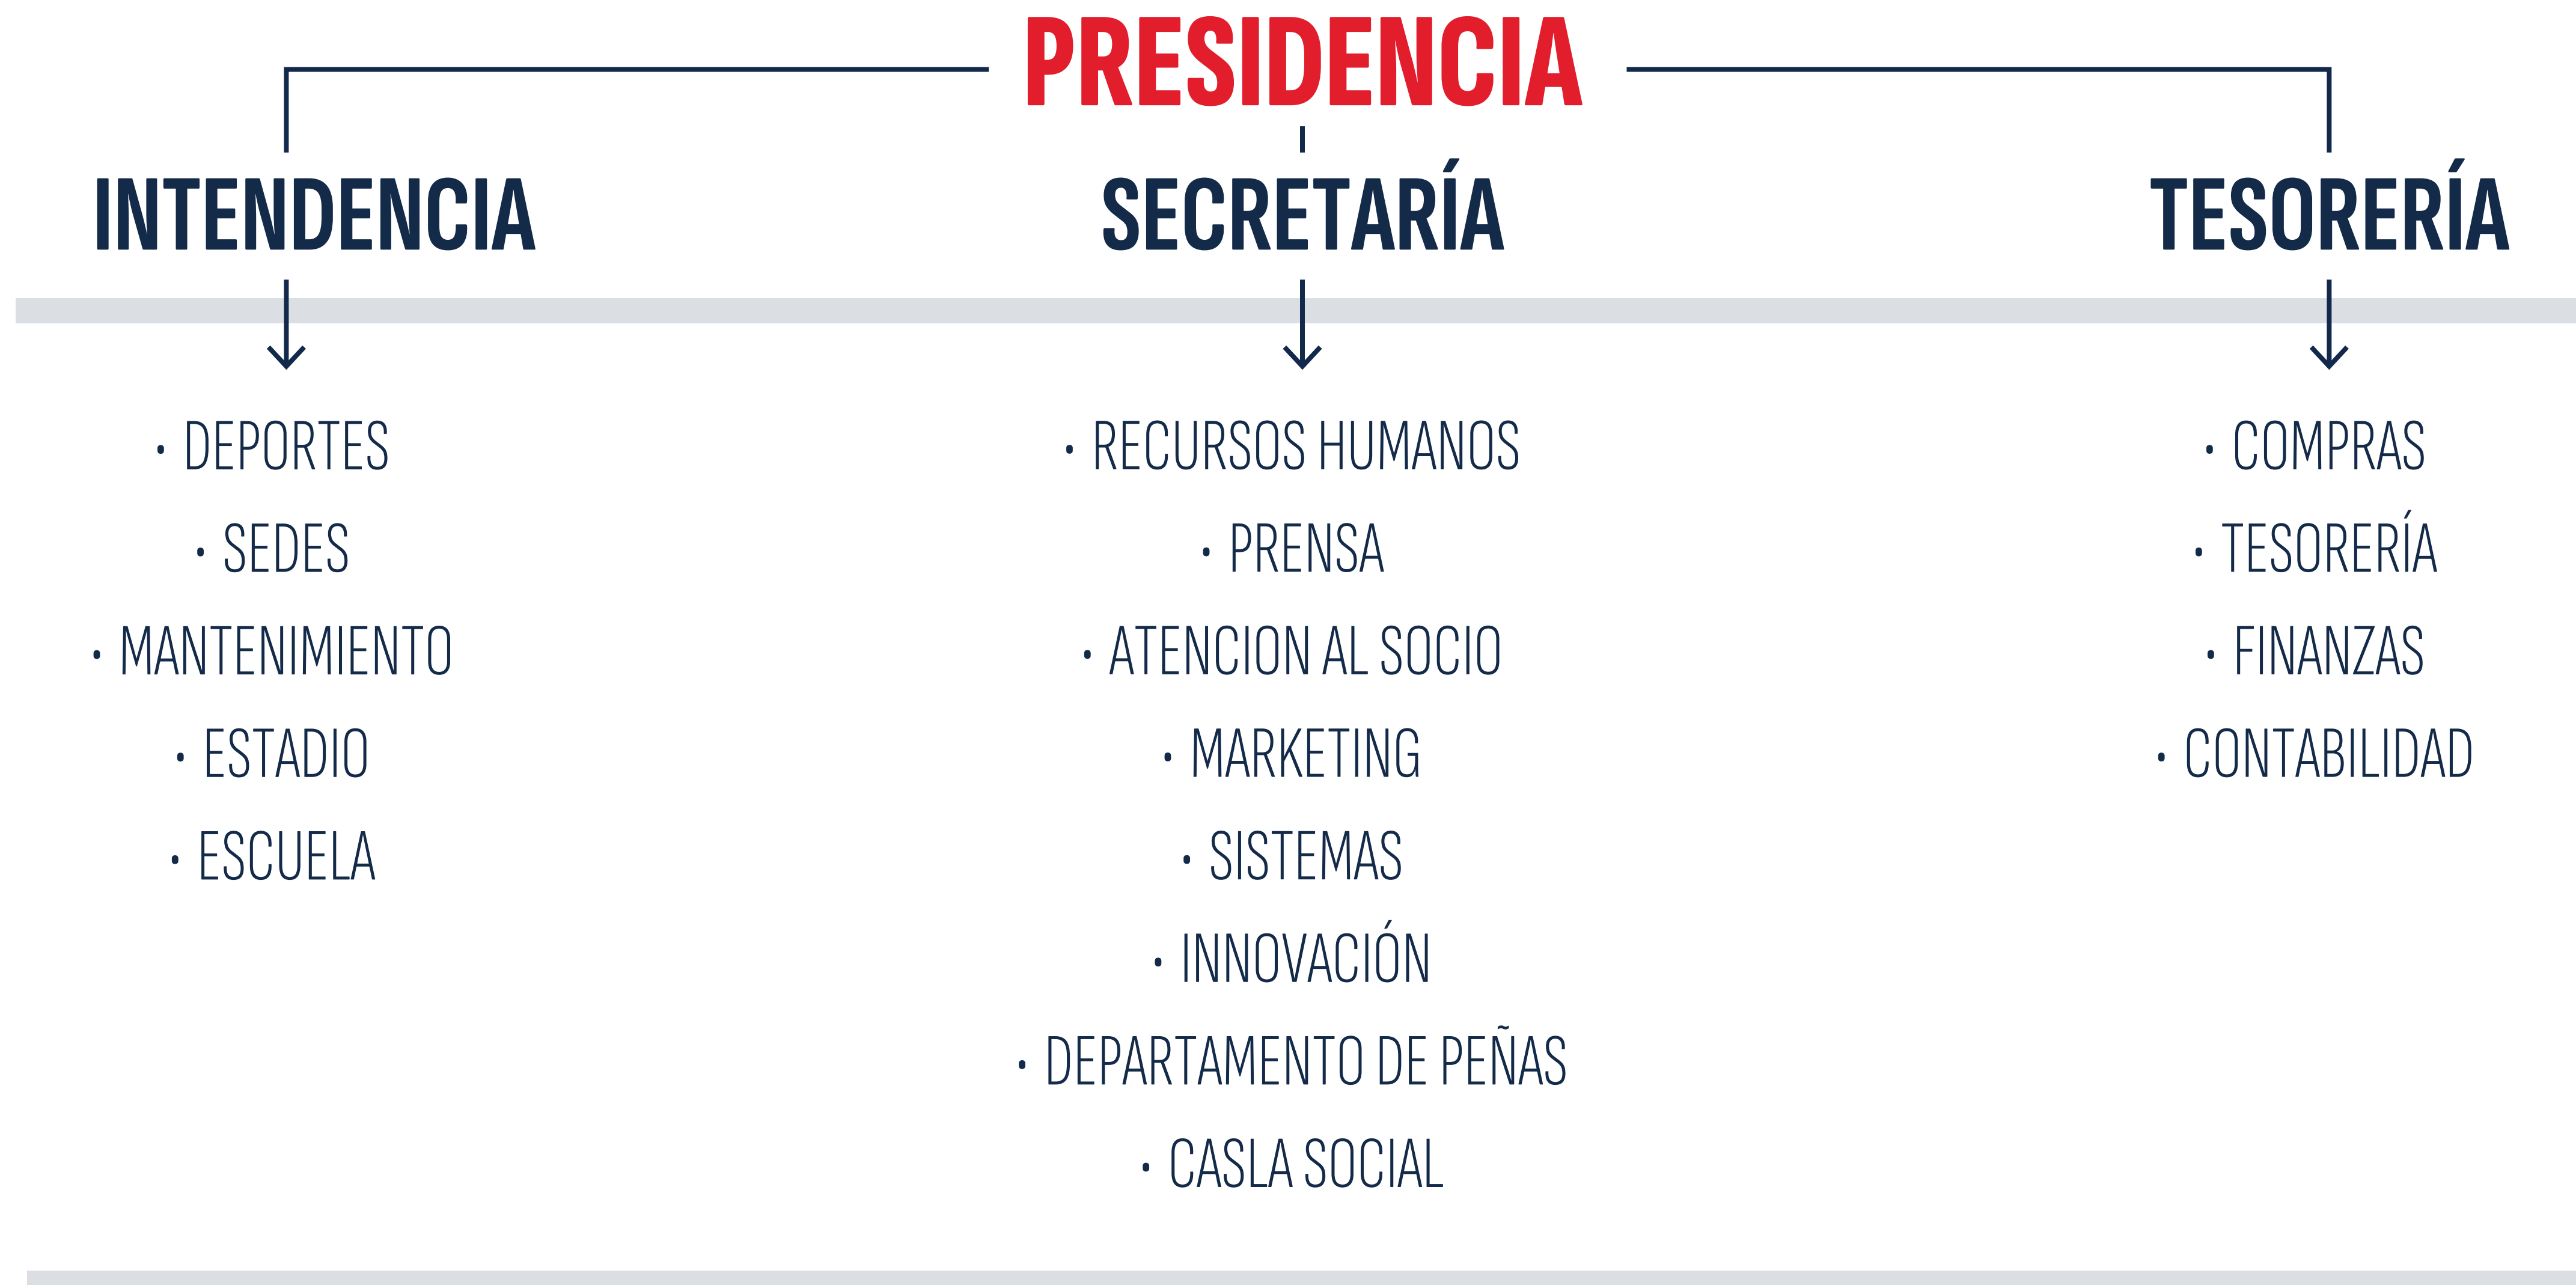 PRESIDENCIA
INTENDENCIA
SECRETARÍA
TESORERÍA
· DEPORTES
· SEDES
· MANTENIMIENTO
· ESTADIO
· ESCUELA
· RECURSOS HUMANOS
· PRENSA
· ATENCION AL SOCIO
· MARKETING
· SISTEMAS
· INNOVACIÓN
· DEPARTAMENTO DE PEÑAS
· CASLA SOCIAL
· COMPRAS
· TESORERÍA
· FINANZAS
· CONTABILIDAD